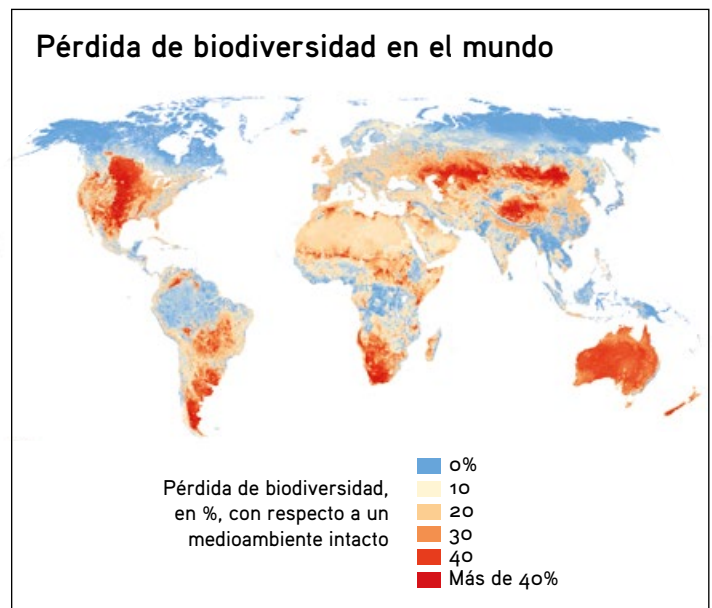 Pérdida de biodiversidad en el mundo
Pérdida de biodiversidad,
en %, con respecto a un
medioambiente intacto
0%
10
20
30
40
Más de 40%